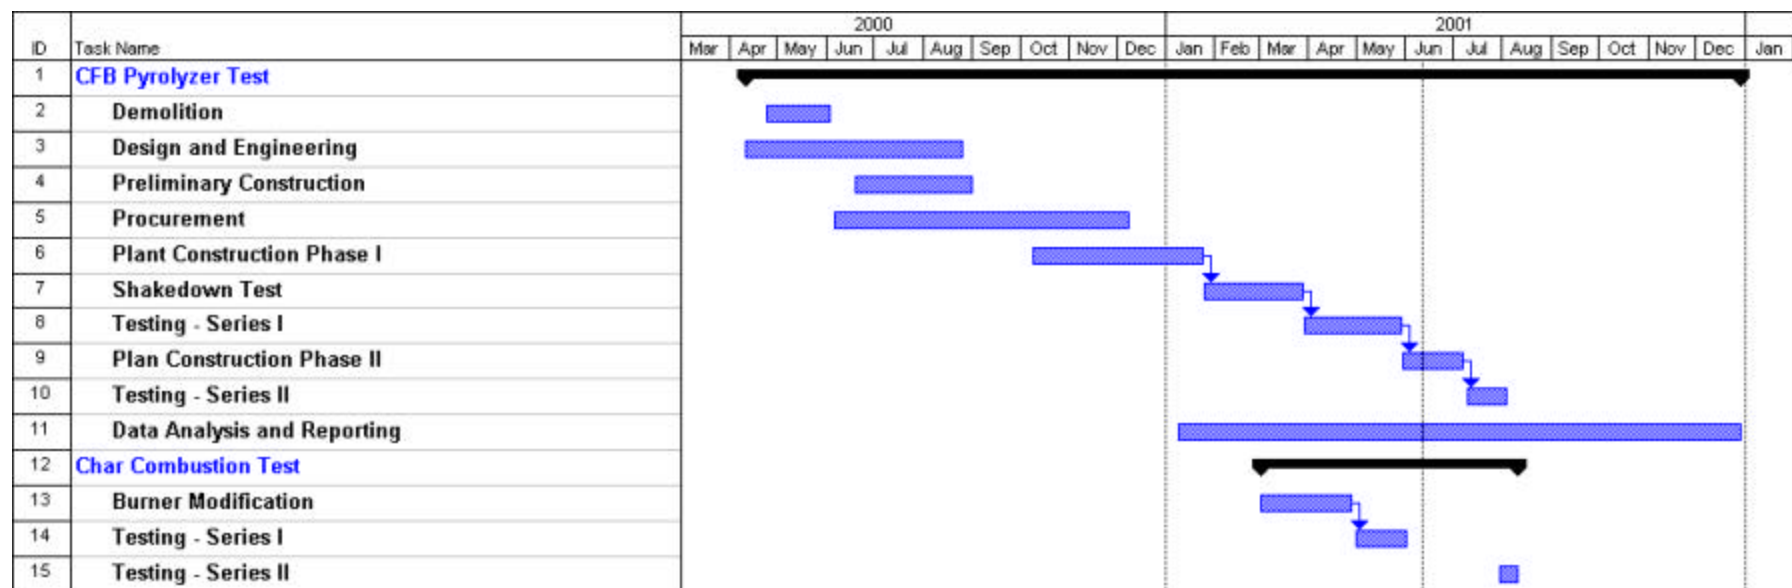 2000 2001
ID Task Name Mar Apr May Jun Jul Aug Sep Oct Nov Dec Jan Feb Mar Apr May Jun Jul Aug Sep Oct Nov Dec Jan
1 CFB Pyrolyzer Test
2 Demolition
3 Design and Engineering
4 Preliminary Construction
5 Procurement
6 Plant Construction Phase I
7 Shakedown Test
8 Testing - Series I
9 Plan Construction Phase II
10 Testing - Series II
11 Data Analysis and Reporting
12 Char Combustion Test
13 Burner Modification
14 Testing - Series I
15 Testing - Series II